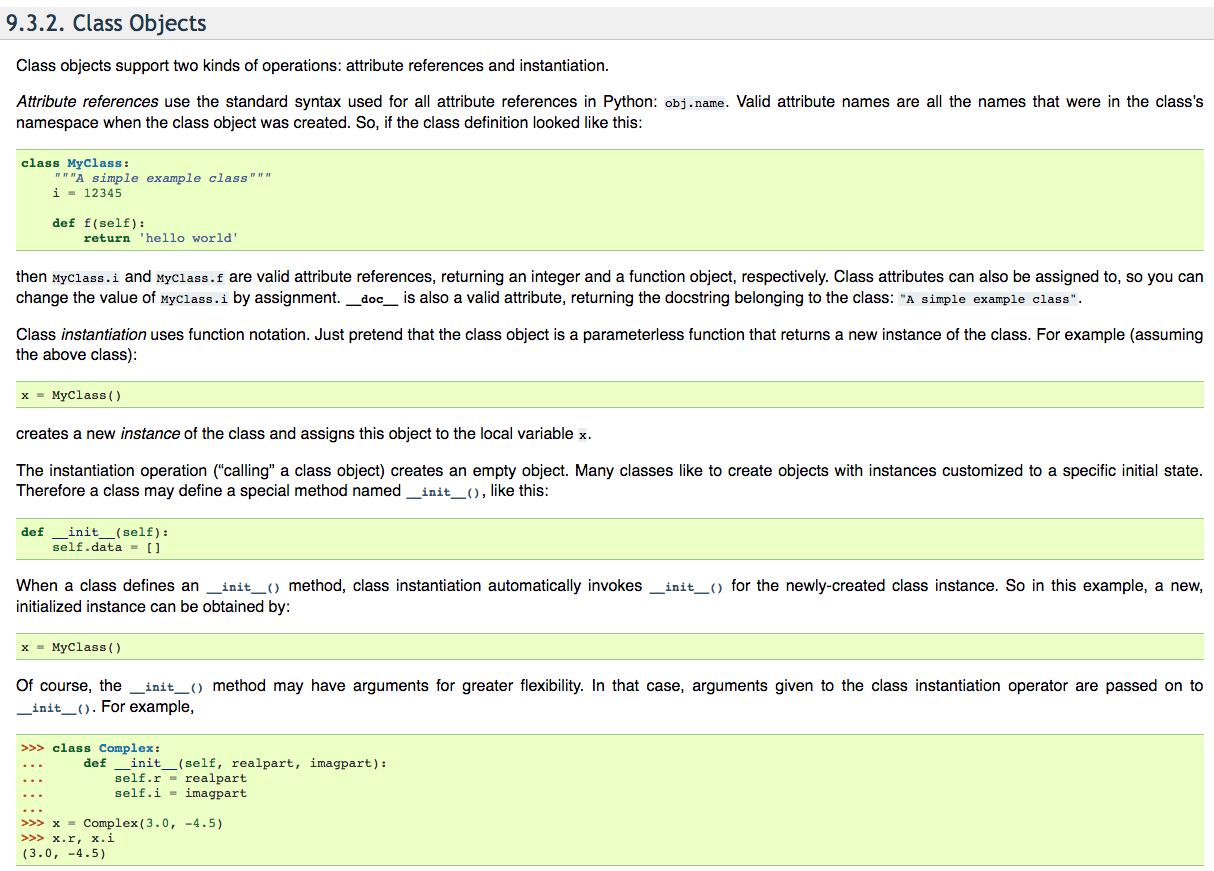 9.3.2. Class Objects
Class objects support two kinds of operations: attribute references and instantiation.
Attribute references use the standard syntax used for all attribute references in Python: obj.name. Valid attribute names are all the names that were in the class's
namespace when the class object was created. So, if the class definition looked like this:
class MyClass:
    """A simple example class"""
    i = 12345
    def f(self):
        return 'hello world'
then MyClass.i and MyClass.f are valid attribute references, returning an integer and a function object, respectively. Class attributes can also be assigned to, so you can
change the value of MyClass.i by assignment. __doc__ is also a valid attribute, returning the docstring belonging to the class: "A simple example class".
Class instantiation uses function notation. Just pretend that the class object is a parameterless function that returns a new instance of the class. For example (assuming
the above class):
x = MyClass()
creates a new instance of the class and assigns this object to the local variable x.
The instantiation operation (“calling” a class object) creates an empty object. Many classes like to create objects with instances customized to a specific initial state.
Therefore a class may define a special method named __init__(), like this:
def __init__(self):
    self.data = []
When a class defines an __init__() method, class instantiation automatically invokes __init__() for the newly-created class instance. So in this example, a new,
initialized instance can be obtained by:
x = MyClass()
Of course, the __init__() method may have arguments for greater flexibility. In that case, arguments given to the class instantiation operator are passed on to
__init__(). For example,
>>> class Complex:
...     def __init__(self, realpart, imagpart):
...         self.r = realpart
...         self.i = imagpart
...
>>> x = Complex(3.0, -4.5)
>>> x.r, x.i
(3.0, -4.5)